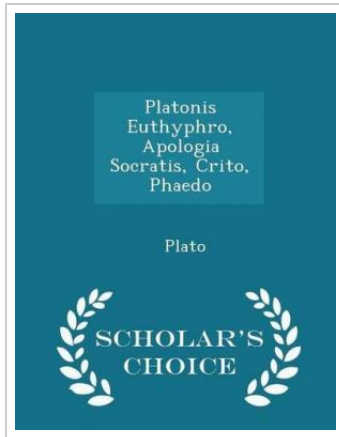 Platonis
Euthyphro,
Apologia
Socratis, Crito,
Phaedo
Plato
SCHOLAR'S
CHOICE